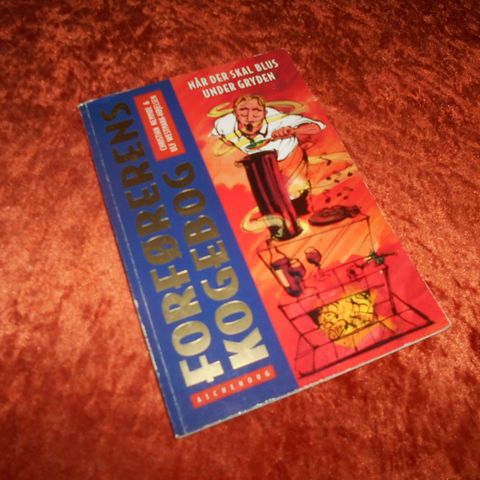 NÅR DER SKAL BLUS
UNDER GRYDEN
FORFØRERENS
KOGEBOG
ASCHEHOUG